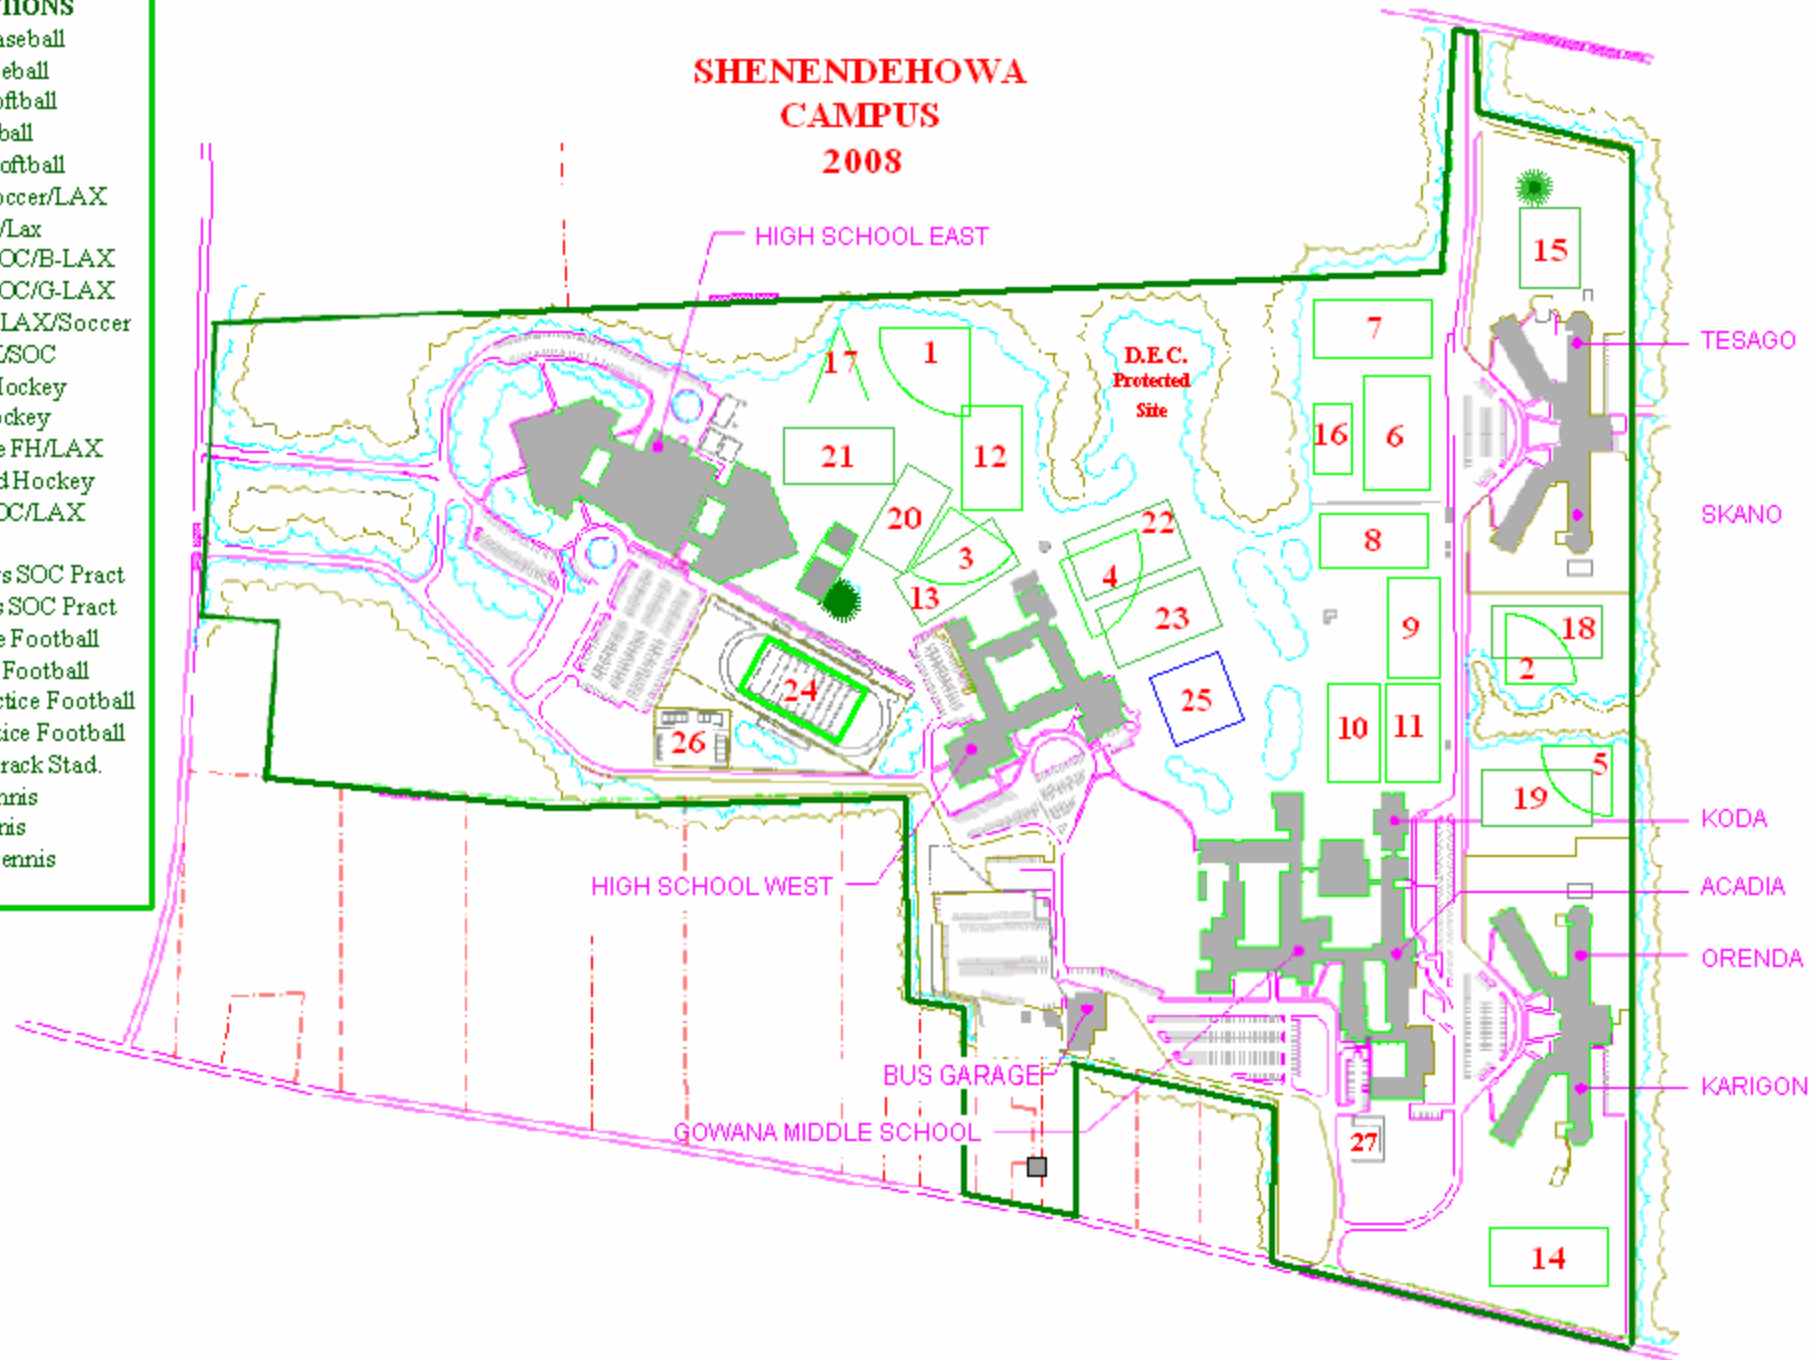 SHENENDEHOWA
CAMPUS
2008
eball
ball
occer/LAX
/Lax
OC/B-LAX
OC/G-LAX
LAX/Soccer
/SOC
Hockey
ockey
e FH/LAX
d Hockey
OC/LAX
rs SOC Pract
s SOC Pract
e Football
Football
ctice Football
tice Football
rack Stad.
nnis
nis
ennis
HIGH SCHOOL EAST
D.E.C.
Protected
Site
TESAGO
SKANO
KODA
ACADIA
ORENDA
KARIGON
HIGH SCHOOL WEST
BUS GARAGE
GOWANA MIDDLE SCHOOL
15
7
1
17
16
6
12
21
20
22
8
3
4
13
23
9
18
2
24
25
26
10
11
5
19
27
14